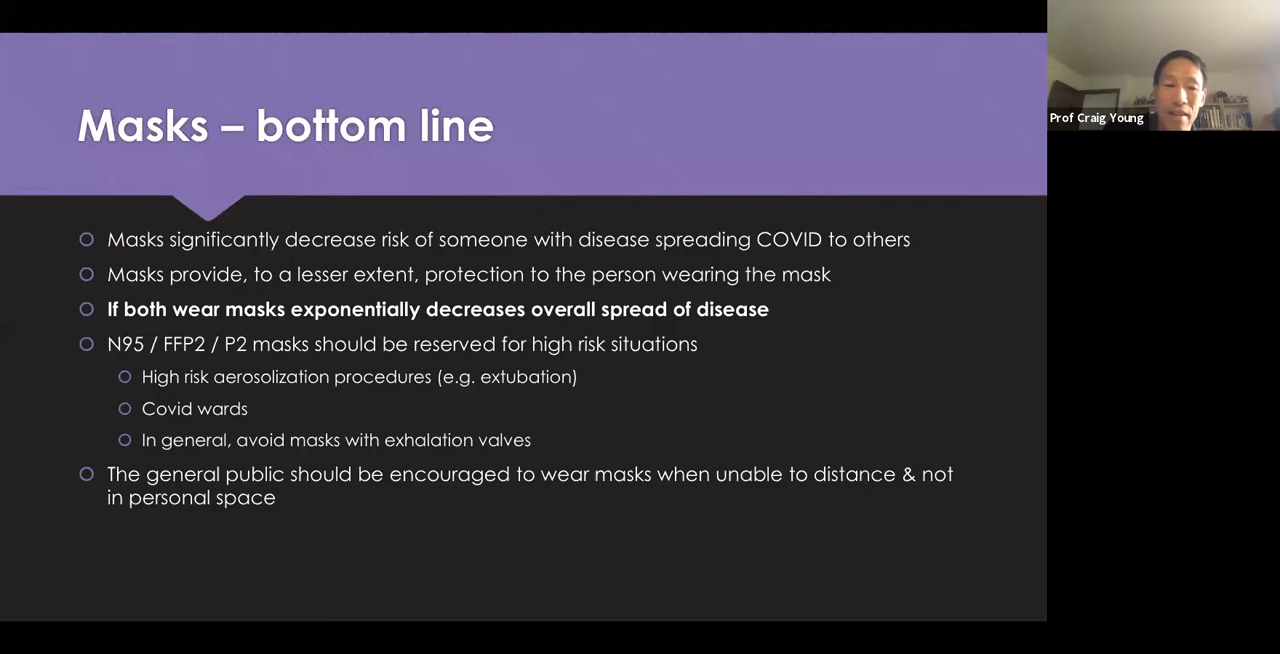 Masks – bottom line
Prof Craig Young
Masks significantly decrease risk of someone with disease spreading COVID to others
Masks provide, to a lesser extent, protection to the person wearing the mask
If both wear masks exponentially decreases overall spread of disease
N95 / FFP2 / P2 masks should be reserved for high risk situations
High risk aerosolization procedures (e.g. extubation)
Covid wards
In general, avoid masks with exhalation valves
The general public should be encouraged to wear masks when unable to distance & not
in personal space